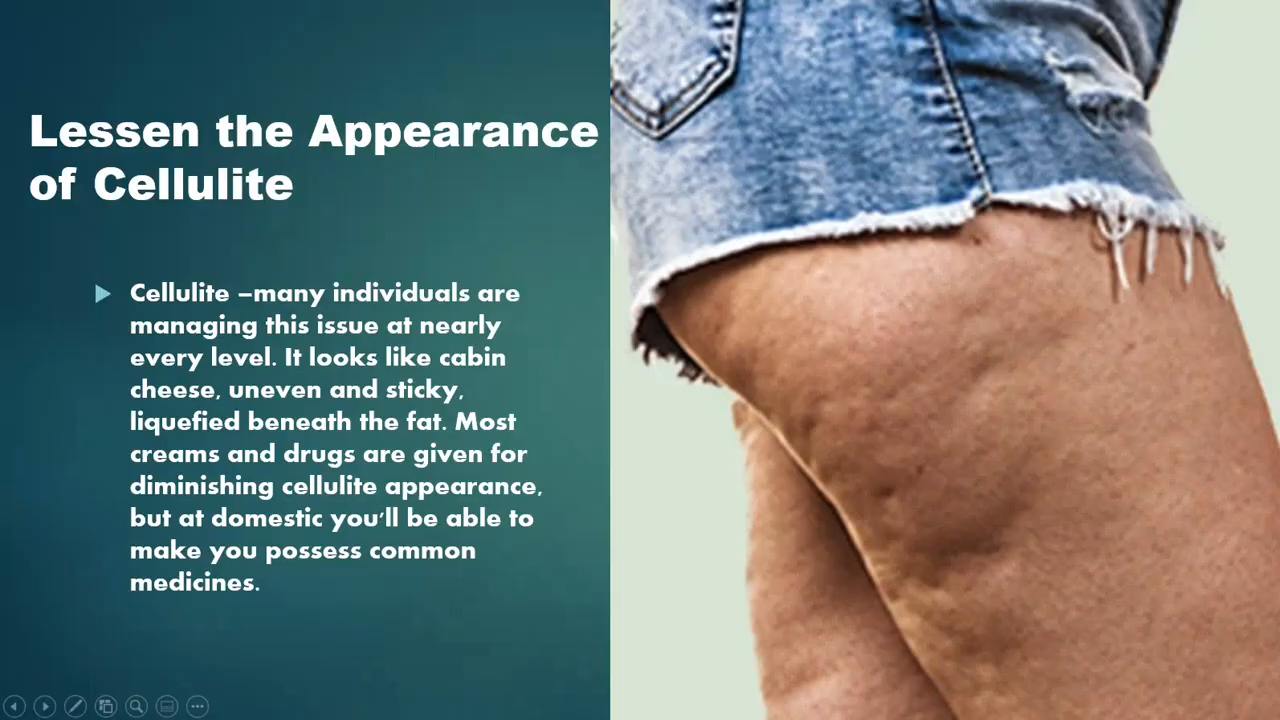 Lessen the Appearance
of Cellulite
Cellulite –many individuals are
managing this issue at nearly
every level. It looks like cabin
cheese, uneven and sticky,
liquefied beneath the fat. Most
creams and drugs are given for
diminishing cellulite appearance,
but at domestic you'll be able to
make you possess common
medicines.